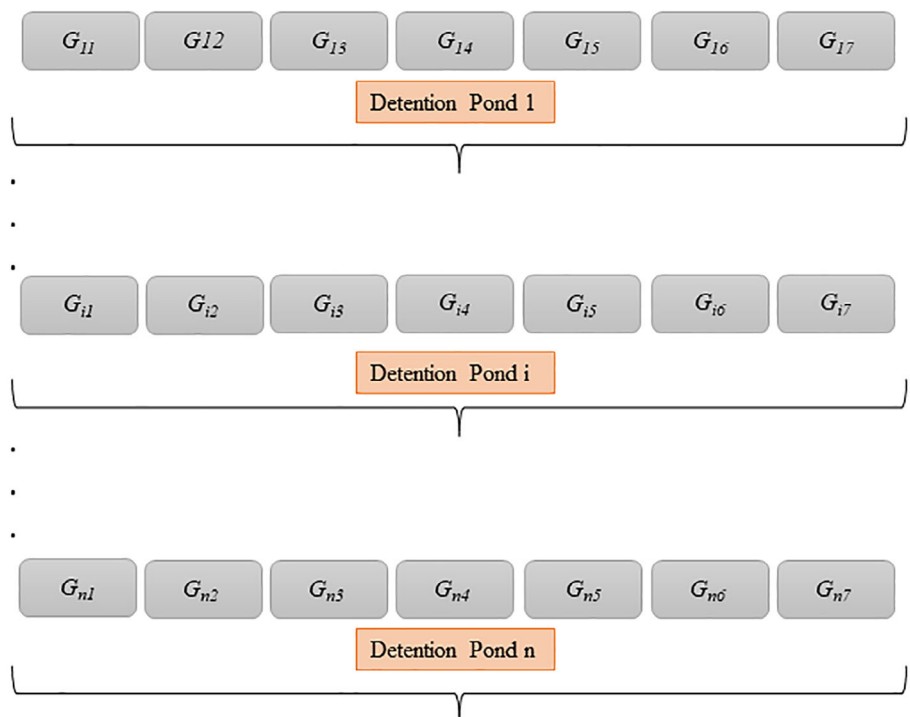 G11 G12 G13 G14 G15 G16 G17
Detention Pond 1
.
.
.
Gi1 Gi2 Gi3 Gi4 Gi5 Gi6 Gi7
Detention Pond i
.
.
.
Gn1 Gn2 Gn3 Gn4 Gn5 Gn6 Gn7
Detention Pond n